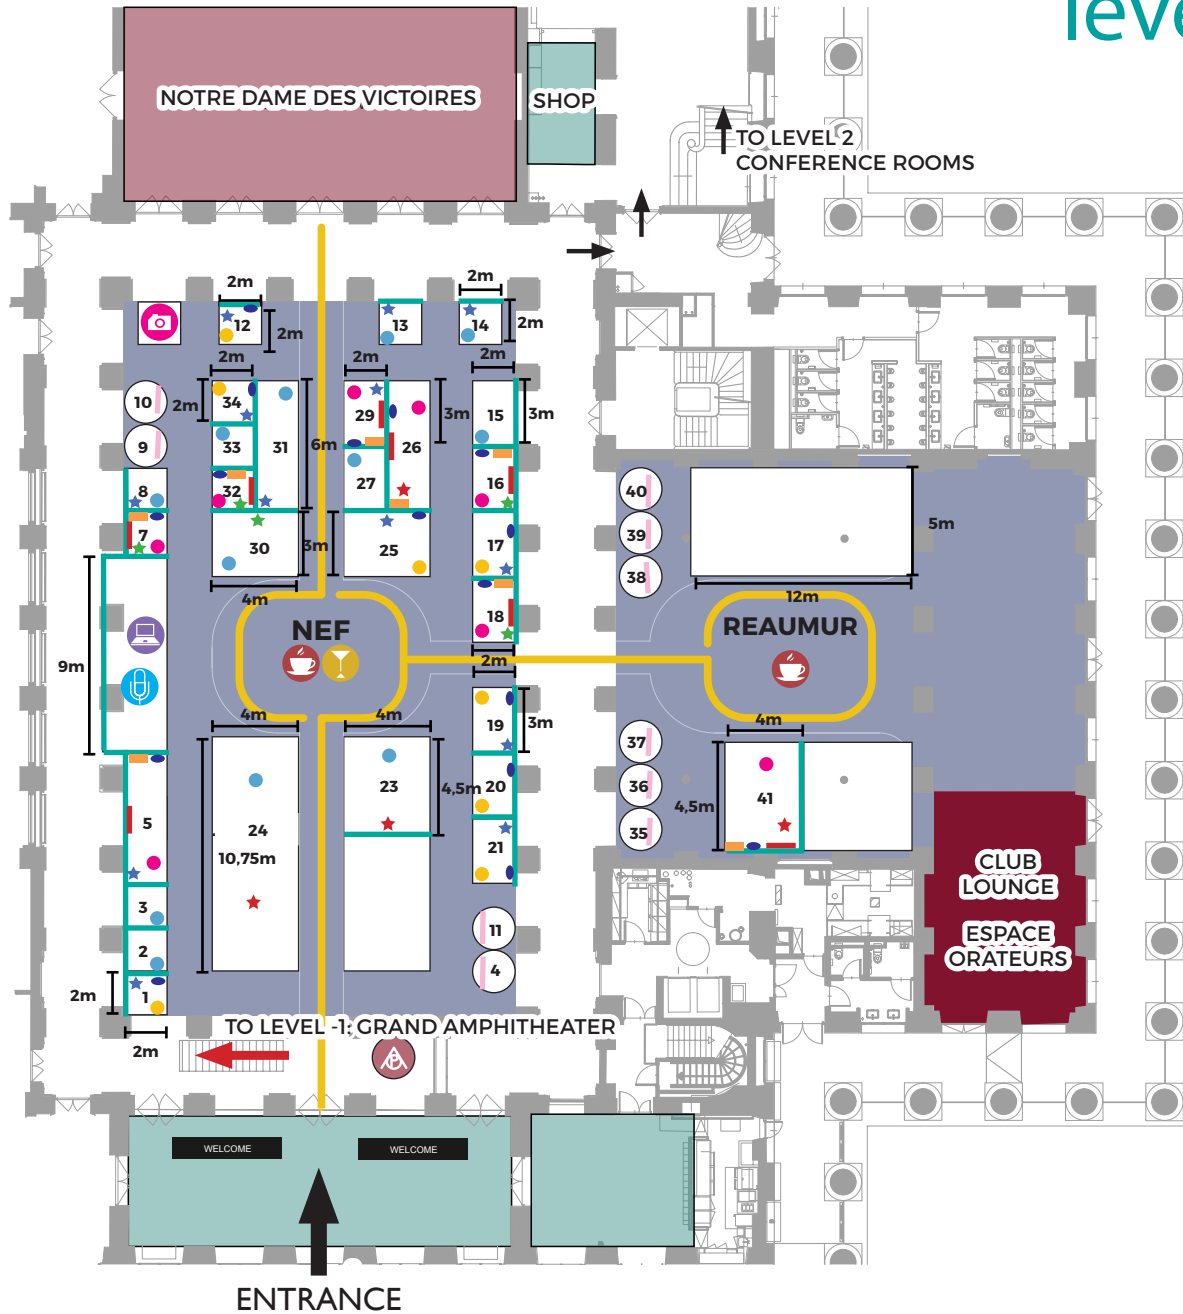 leve
NOTRE DAME DES VICTOIRES
SHOP
TO LEVEL 2
CONFERENCE ROOMS
2m
2m
12
2m
13
14
2m
2m
2m
2m
10
2m
34
3m
15
3m
29
9
33
31
6m
26
8
32
27
16
40
7
30
3m
25
17
39
5m
38
4m
18
12m
NEF
REAUMUR
9m
2m
4m
4m
19
3m
4m
37
23
4,5m
20
36
4,5m
41
5
24
10,75m
21
35
CLUB
LOUNGE
3
11
ESPACE
ORATEURS
2
4
2m
1
TO LEVEL -1: GRAND AMPHITHEATER
2m
WELCOME
WELCOME
ENTRANCE